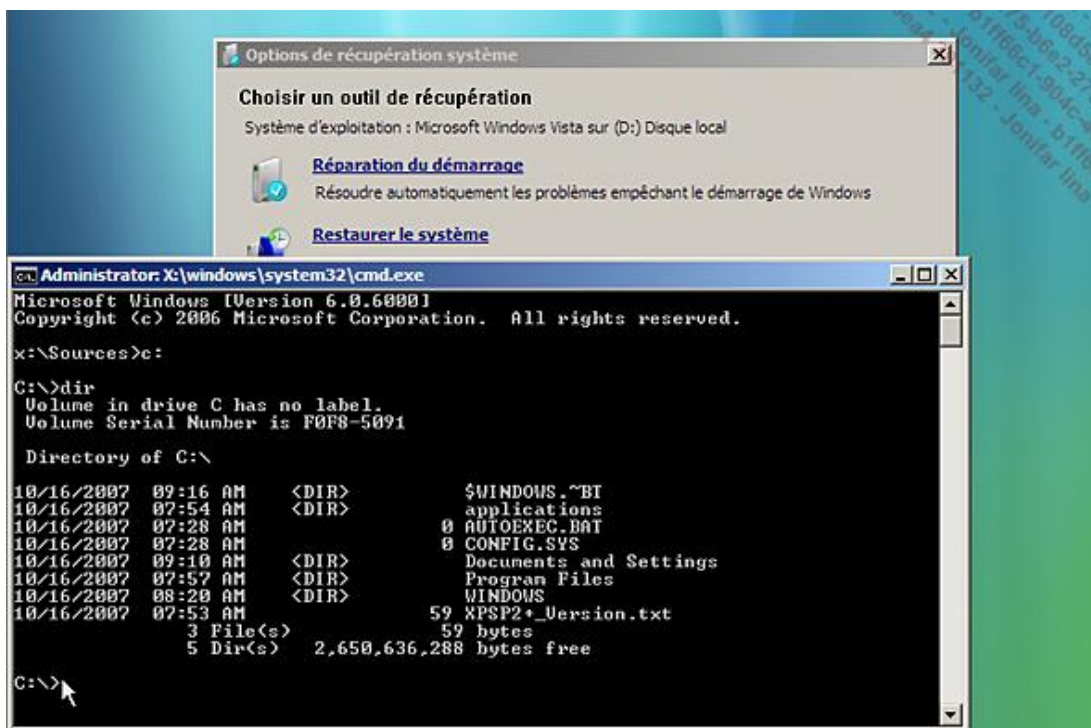 Options de récupération système
Choisir un outil de récupération
Système d'exploitation : Microsoft Windows Vista sur (D:) Disque local
Réparation du démarrage
Résoudre automatiquement les problèmes empêchant le démarrage de Windows
Restaurer le système
Administrator: X:\windows\system32\cmd.exe
Microsoft Windows [Version 6.0.6000]
Copyright (c) 2006 Microsoft Corporation.  All rights reserved.
x:\Sources>c:
C:\>dir
Volume in drive C has no label.
Volume Serial Number is F0F8-5091
Directory of C:\
10/16/2007  09:16 AM    <DIR>          $WINDOWS.~BT
10/16/2007  07:54 AM    <DIR>          applications
10/16/2007  07:28 AM                 0 AUTOEXEC.BAT
10/16/2007  07:28 AM                 0 CONFIG.SYS
10/16/2007  09:10 AM    <DIR>          Documents and Settings
10/16/2007  07:57 AM    <DIR>          Program Files
10/16/2007  08:20 AM    <DIR>          WINDOWS
10/16/2007  07:53 AM                59 XPSP2+_Version.txt
3 File(s)             59 bytes
5 Dir(s)   2,650,636,288 bytes free
C:\>